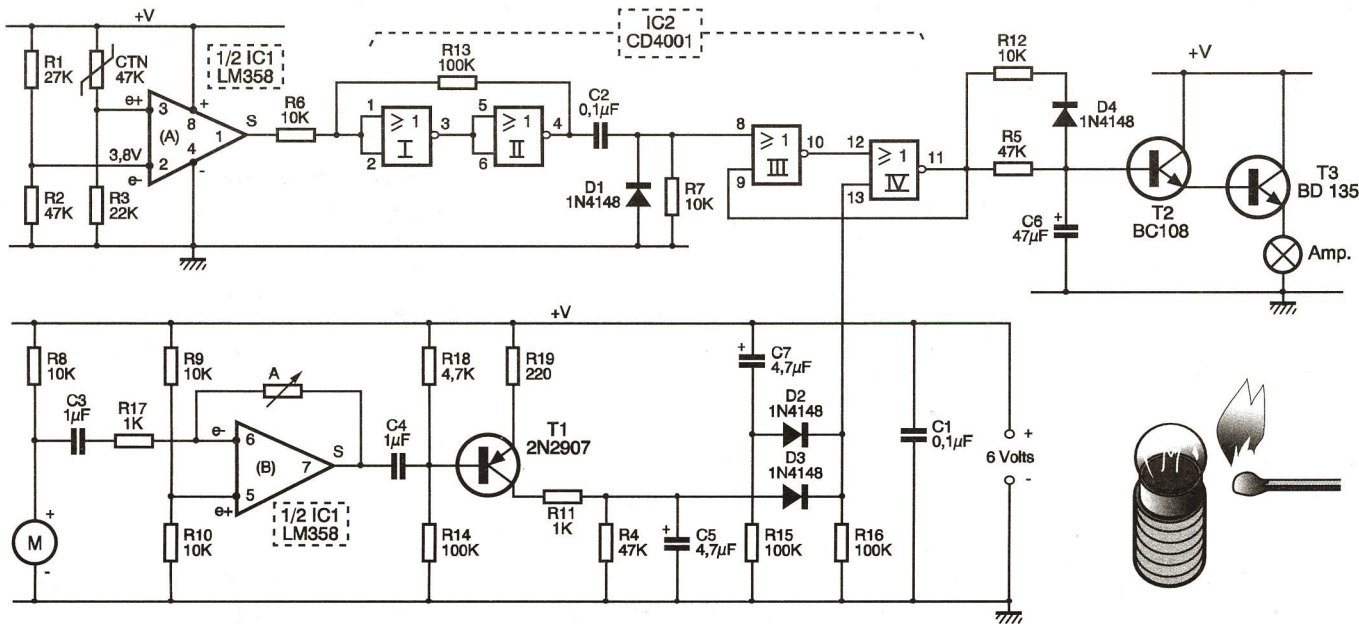 +V
IC2
CD4001
R1
27K
CTN
47K
1/2 IC1
LM358
R13
100K
R12
10K
+V
e+
3
+
8
(A)
1
S
4
-
3,8V
2
e-
R6
10K
1
2
≥ 1
I
3
5
6
≥ 1
II
4
C2
0,1µF
8
9
≥ 1
III
10
12
13
≥ 1
IV
11
R5
47K
D4
1N4148
R2
47K
R3
22K
D1
1N4148
R7
10K
T2
BC108
T3
BD 135
+
C6
47µF
Amp.
+V
R8
10K
R9
10K
A
R18
4,7K
R19
220
+
C7
4,7µF
C3
1µF
R17
1K
e-
6
(B)
7
S
5
e+
C4
1µF
T1
2N2907
D2
1N4148
D3
1N4148
C1
0,1µF
+
6 Volts
-
+
M
-
R10
10K
1/2 IC1
LM358
R14
100K
R11
1K
R4
47K
+
C5
4,7µF
R15
100K
R16
100K